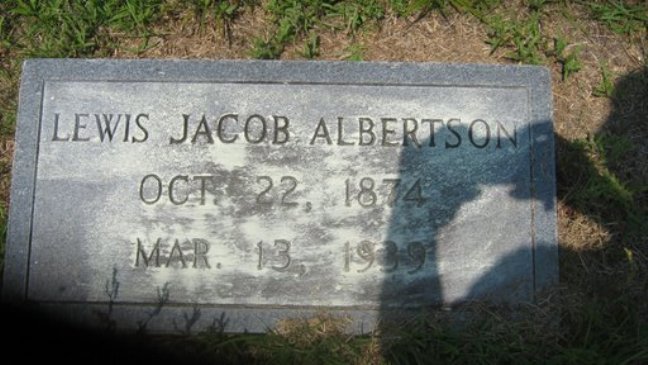 LEWIS JACOB ALBERTSON
OCT. 22, 1874
MAR. 13, 1939